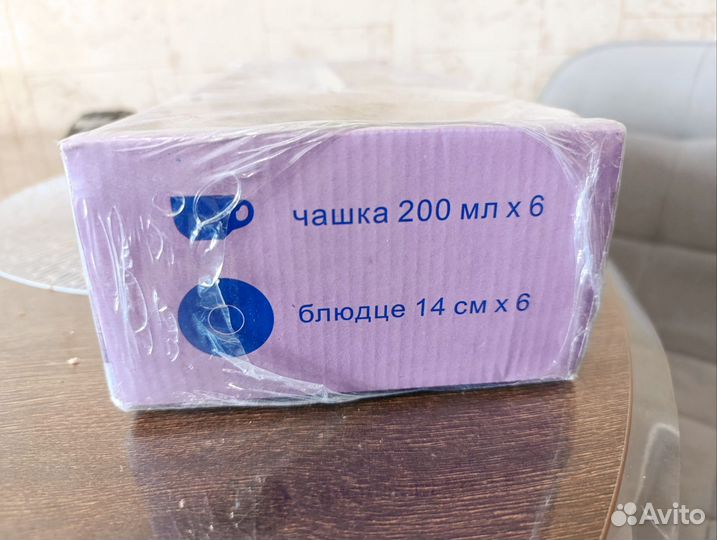 чашка 200 мл х 6
блюдце 14 см х 6
Avito